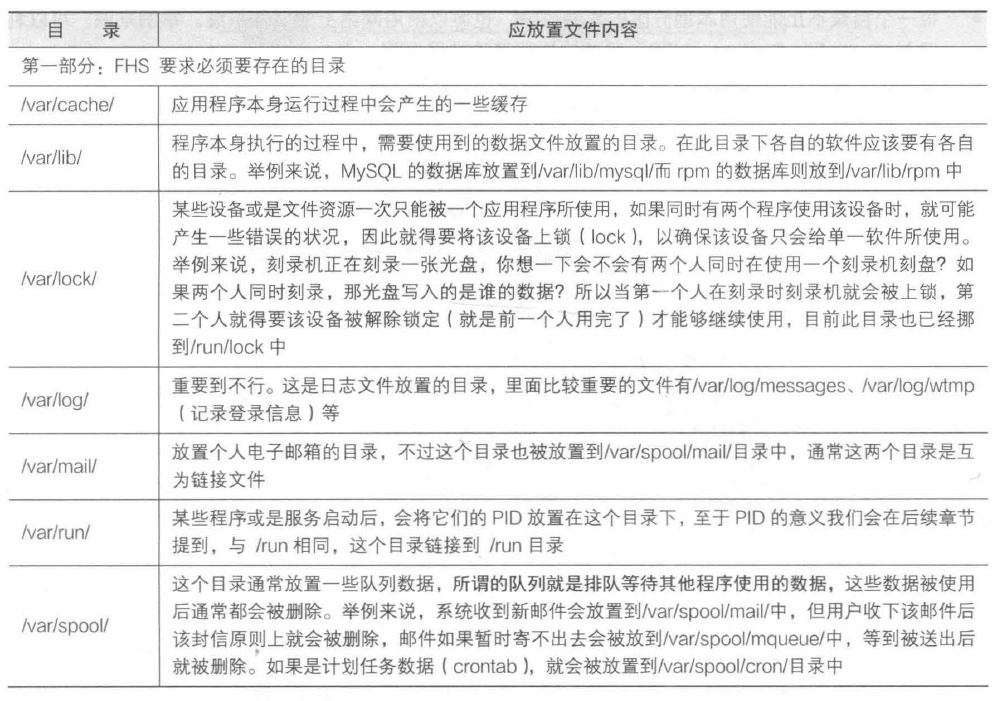 目 录 应放置文件内容
第一部分：FHS 要求必须要存在的目录
/var/cache/ 应用程序本身运行过程中会产生的一些缓存
/var/lib/ 程序本身执行的过程中，需要使用到的数据文件放置的目录。在此目录下各自的软件应该要有各自
的目录。举例来说，MySQL 的数据库放置到/var/lib/mysql/而 rpm 的数据库则放到/var/lib/rpm 中
/var/lock/ 某些设备或是文件资源一次只能被一个应用程序所使用，如果同时有两个程序使用该设备时，就可能
产生一些错误的状况，因此就得要将该设备上锁（lock），以确保该设备只会给单一软件所使用。
举例来说，刻录机正在刻录一张光盘，你想一下会不会有两个人同时在使用一个刻录机刻盘？如
果两个人同时刻录，那光盘写入的是谁的数据？所以当第一个人在刻录时刻录机就会被上锁，第
二个人就得要该设备被解除锁定（就是前一个人用完了）才能够继续使用，目前此目录也已经挪
到/run/lock 中
/var/log/ 重要到不行。这是日志文件放置的目录，里面比较重要的文件有/var/log/messages、/var/log/wtmp
（记录登录信息）等
/var/mail/ 放置个人电子邮箱的目录，不过这个目录也被放置到/var/spool/mail/目录中，通常这两个目录是互
为链接文件
/var/run/ 某些程序或是服务启动后，会将它们的 PID 放置在这个目录下，至于 PID 的意义我们会在后续章节
提到，与 /run 相同，这个目录链接到 /run 目录
/var/spool/ 这个目录通常放置一些队列数据，所谓的队列就是排队等待其他程序使用的数据，这些数据被使用
后通常都会被删除。举例来说，系统收到新邮件会放置到/var/spool/mail/中，但用户收下该邮件后
该封信原则上就会被删除，邮件如果暂时寄不出去会被放到/var/spool/mqueue/中，等到被送出后
就被删除。如果是计划任务数据（crontab），就会被放置到/var/spool/cron/目录中